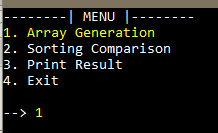 ---------| MENU |--------
1. Array Generation
2. Sorting Comparison
3. Print Result
4. Exit
--> 1